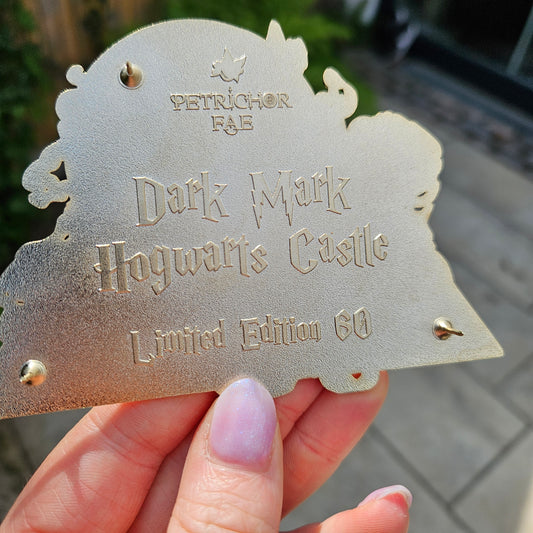 PETRICHOR
FAE
Dark Mark
Hogwarts Castle
Limited Edition 60